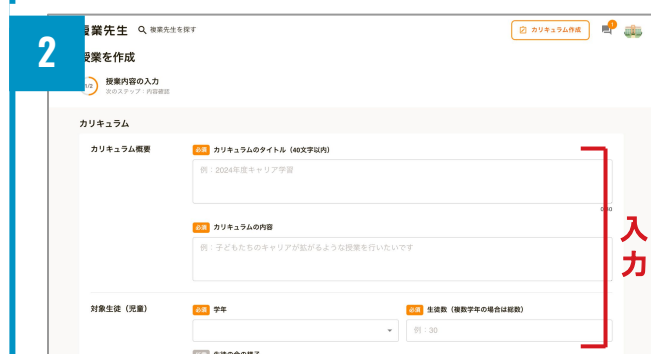 2
複業先生 複業先生を探す カリキュラム作成 1
授業を作成
1/2 授業内容の入力
次のステップ：内容確認
カリキュラム
カリキュラム概要 必須 カリキュラムのタイトル（40文字以内）
例：2024年度キャリア学習
0/40
必須 カリキュラムの内容
例：子どもたちのキャリアが拡がるような授業を行いたいです
入力
対象生徒（児童） 必須 学年 必須 生徒数（複数学年の場合は総数）
例：30